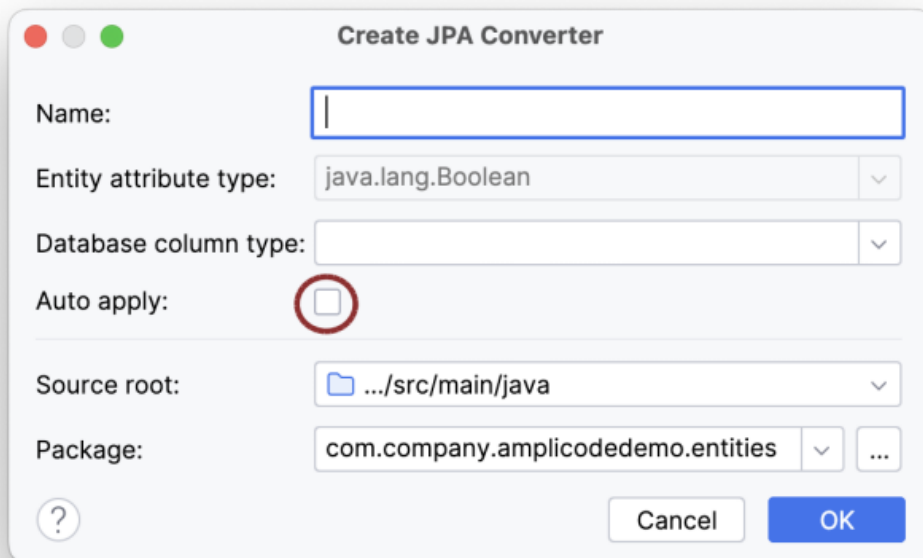 Create JPA Converter
Name:
Entity attribute type: java.lang.Boolean
Database column type:
Auto apply:
Source root: .../src/main/java
Package: com.company.amplicodedemo.entities ...
? Cancel OK